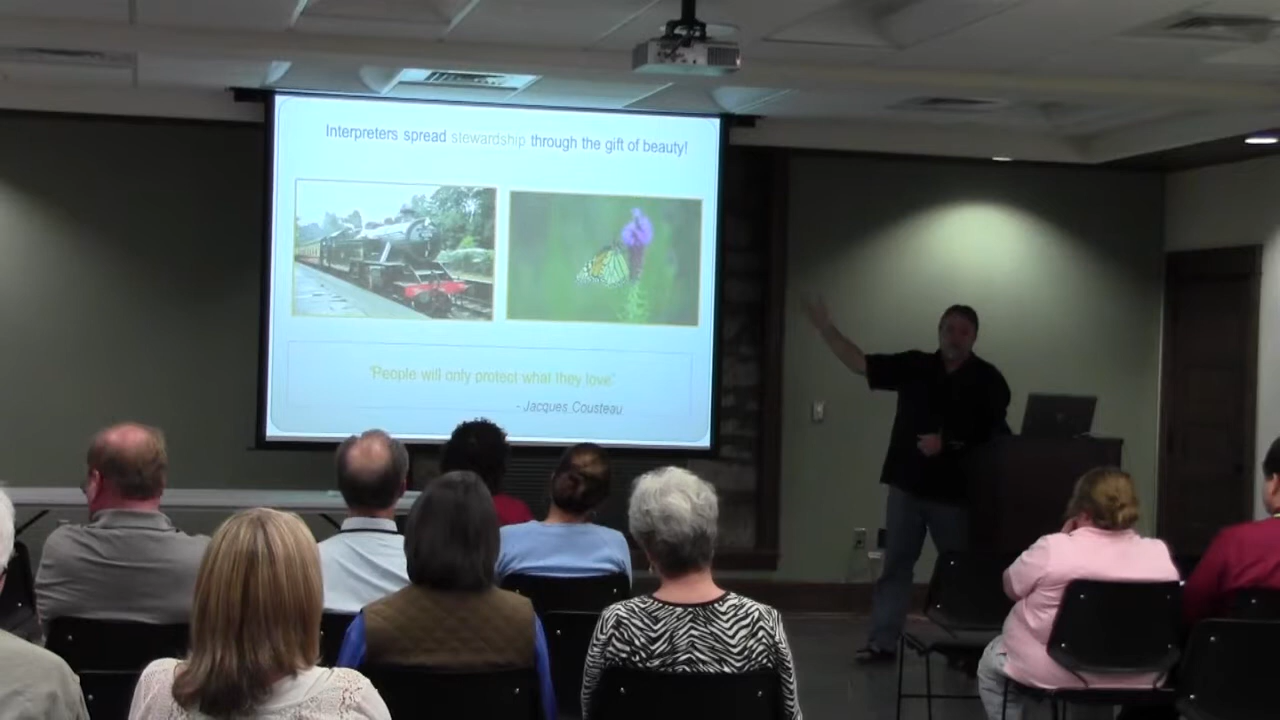 Interpreters spread stewardship through the gift of beauty!
"People will only protect what they love"
- Jacques Cousteau